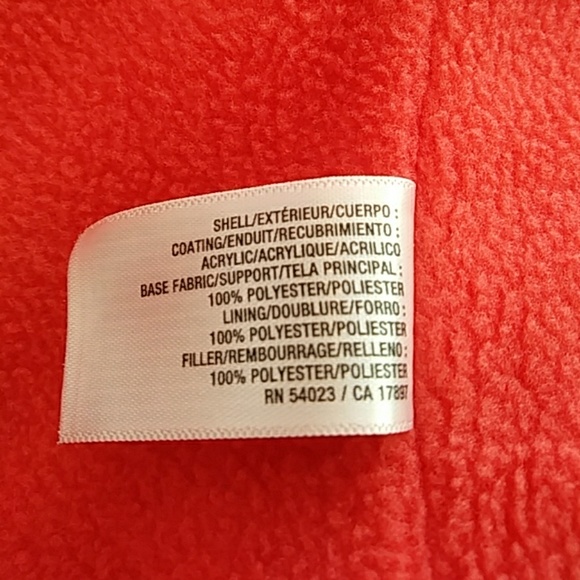 SHELL/EXTÉRIEUR/CUERPO :
COATING/ENDUIT/RECUBRIMIENTO :
ACRYLIC/ACRYLIQUE/ACRILICO
BASE FABRIC/SUPPORT/TELA PRINCIPAL :
100% POLYESTER/POLIESTER
LINING/DOUBLURE/FORRO :
100% POLYESTER/POLIESTER
FILLER/REMBOURRAGE/RELLENO :
100% POLYESTER/POLIESTER
RN 54023 / CA 17897